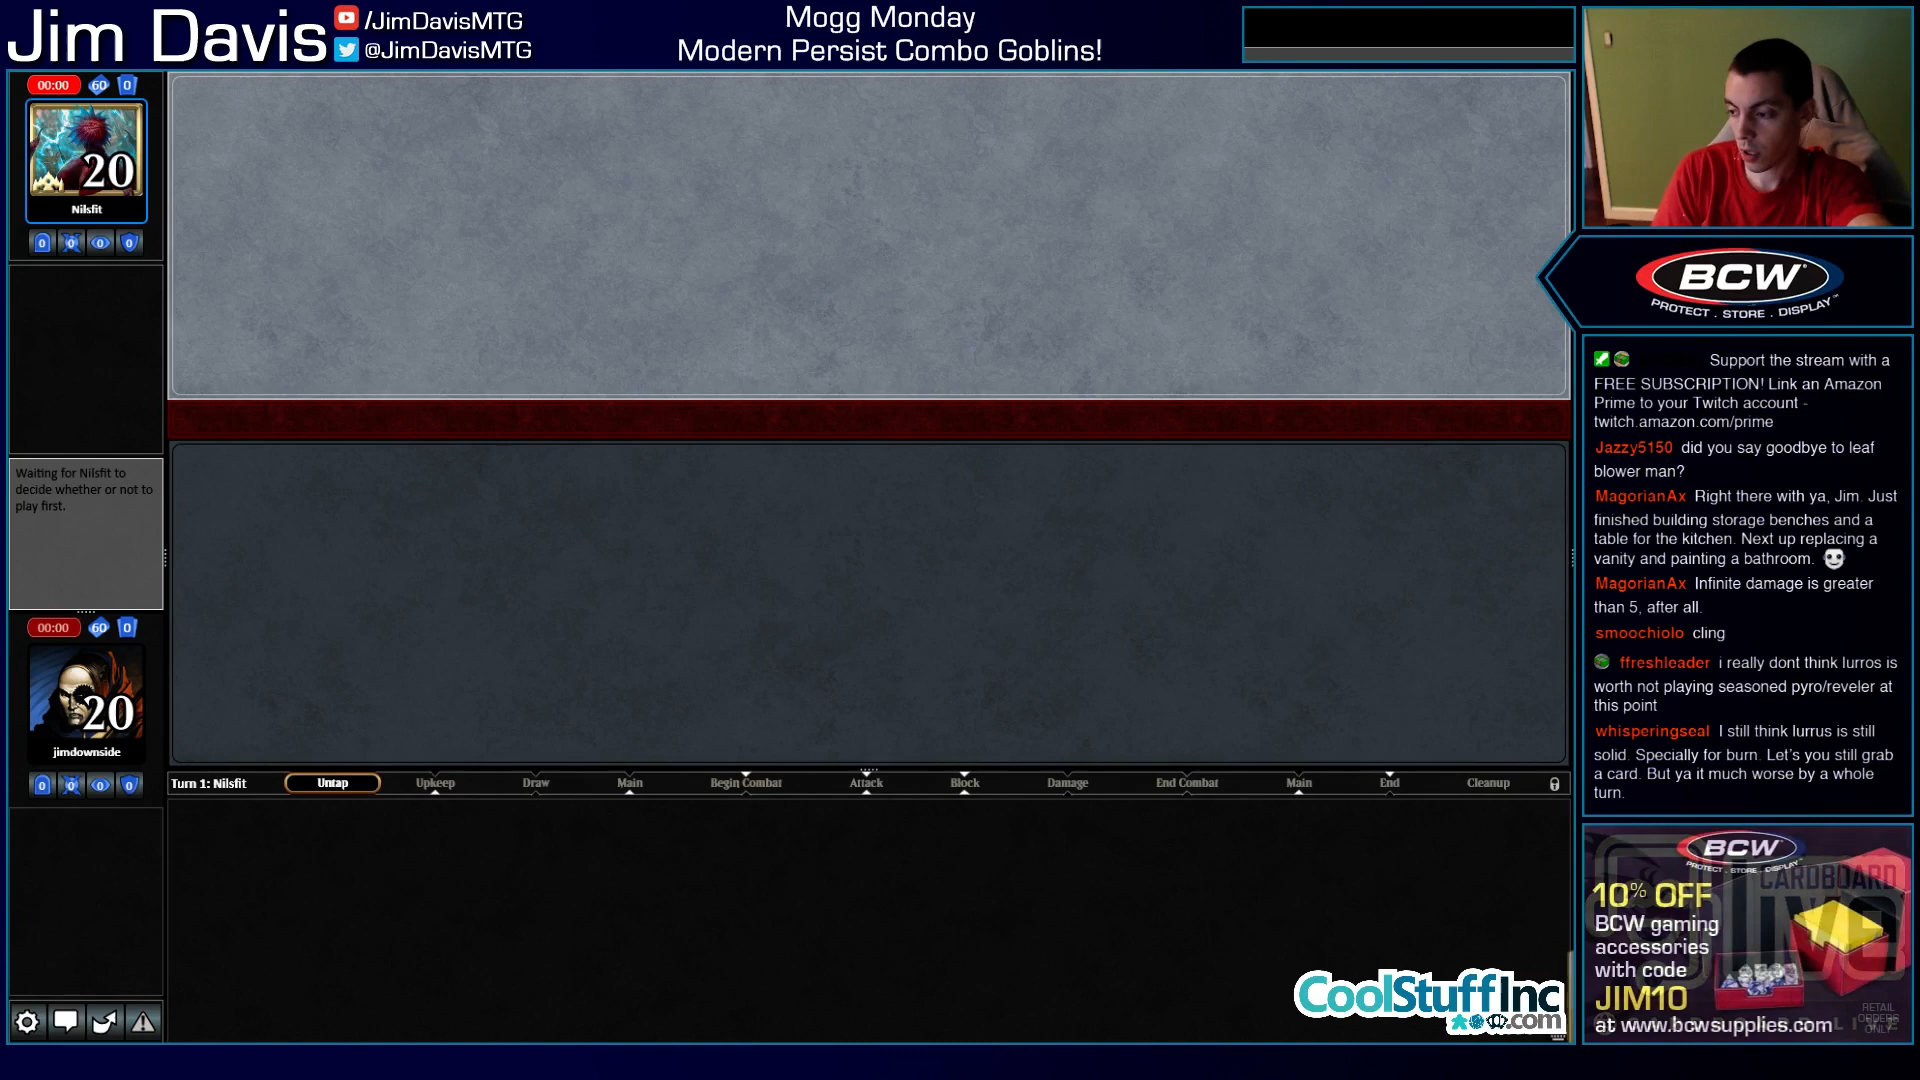 Jim Davis
/JimDavisMTG
@JimDavisMTG
Mogg Monday
Modern Persist Combo Goblins!
00:00 60 0
20
Nilsfit
0 0 0 0
Waiting for Nilsfit to
decide whether or not to
play first.
00:00 60 0
20
jimdownside
0 0 0 0
Turn 1: Nilsfit Untap Upkeep Draw Main Begin Combat Attack Block Damage End Combat Main End Cleanup
CoolStuffInc
.com
BCW
PROTECT . STORE . DISPLAY™
Support the stream with a
FREE SUBSCRIPTION! Link an Amazon
Prime to your Twitch account -
twitch.amazon.com/prime
Jazzy5150 did you say goodbye to leaf
blower man?
MagorianAx Right there with ya, Jim. Just
finished building storage benches and a
table for the kitchen. Next up replacing a
vanity and painting a bathroom.
MagorianAx Infinite damage is greater
than 5, after all.
smoochiolo cling
ffreshleader i really dont think lurros is
worth not playing seasoned pyro/reveler at
this point
whisperingseal I still think lurrus is still
solid. Specially for burn. Let's you still grab
a card. But ya it much worse by a whole
turn.
BCW
PROTECT . STORE . DISPLAY
CARDBOARD
LIVE
10% OFF
BCW gaming
accessories
with code
JIM10
at www.bcwsupplies.com
RETAIL
ORDERS
ONLY